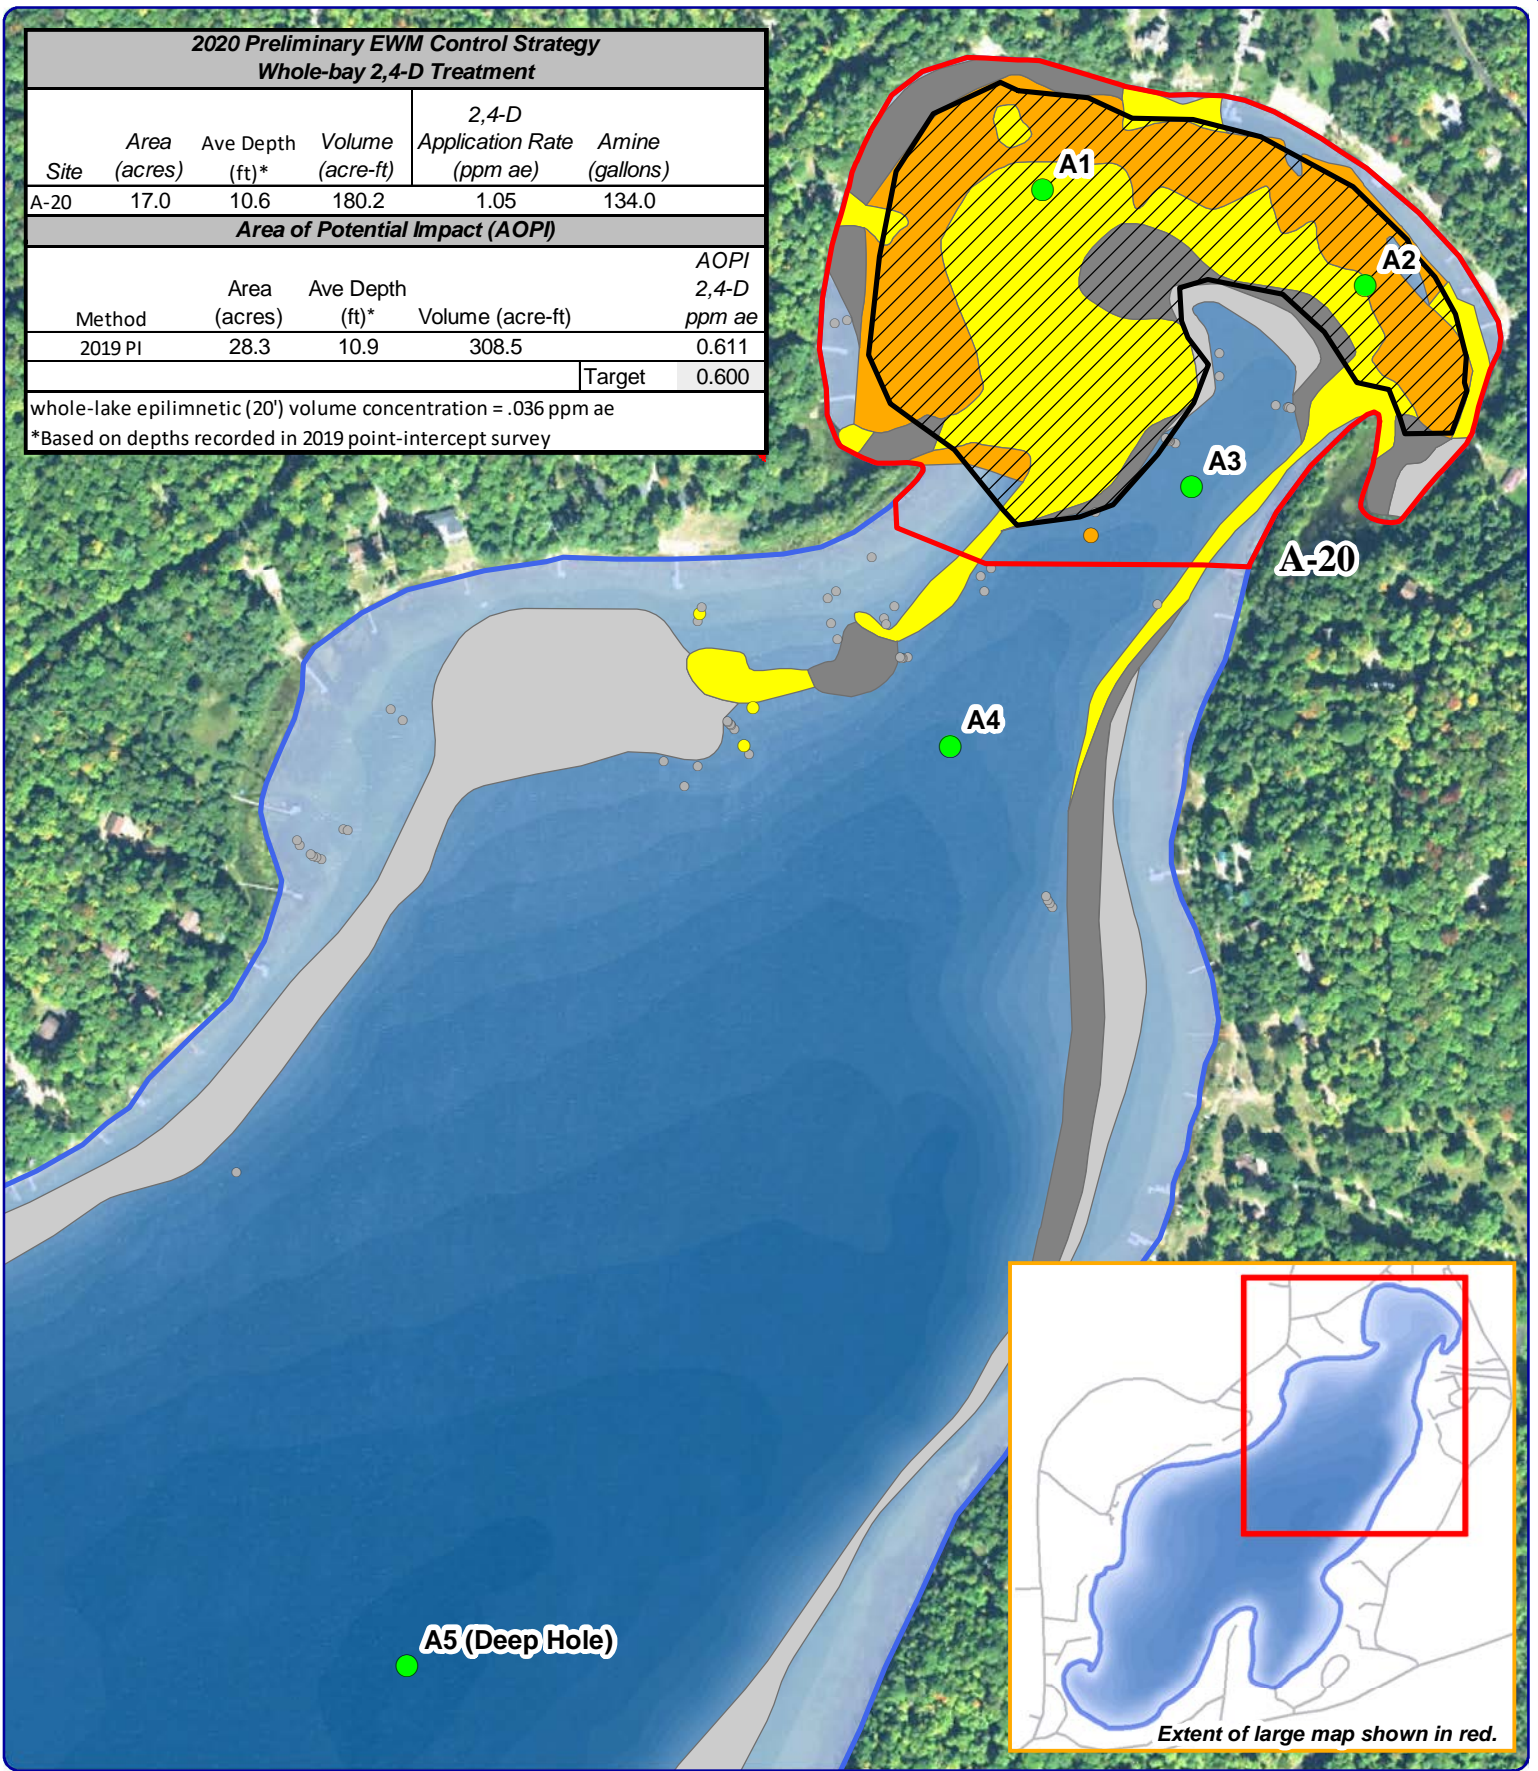 2020 Preliminary EWM Control Strategy
Whole-bay 2,4-D Treatment
Site Area (acres) Ave Depth (ft)* Volume (acre-ft) 2,4-D Application Rate (ppm ae) Amine (gallons)
A-20 17.0 10.6 180.2 1.05 134.0
Area of Potential Impact (AOPI)
Method Area (acres) Ave Depth (ft)* Volume (acre-ft) AOPI 2,4-D ppm ae
2019 PI 28.3 10.9 308.5 0.611
Target 0.600
whole-lake epilimnetic (20') volume concentration = .036 ppm ae
*Based on depths recorded in 2019 point-intercept survey
A1
A2
A3
A-20
A4
A5 (Deep Hole)
Extent of large map shown in red.